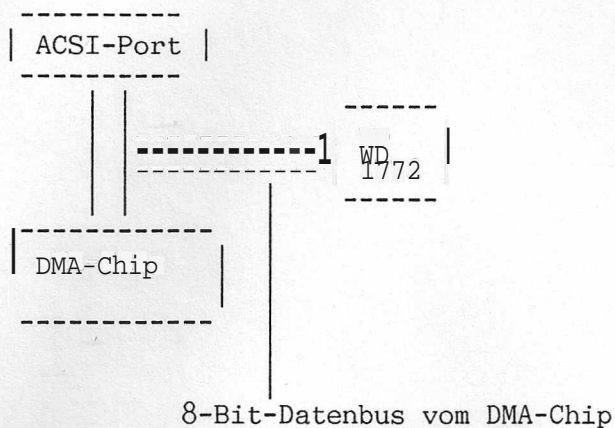 ACSI-Port
WD
1772
DMA-Chip
8-Bit-Datenbus vom DMA-Chip